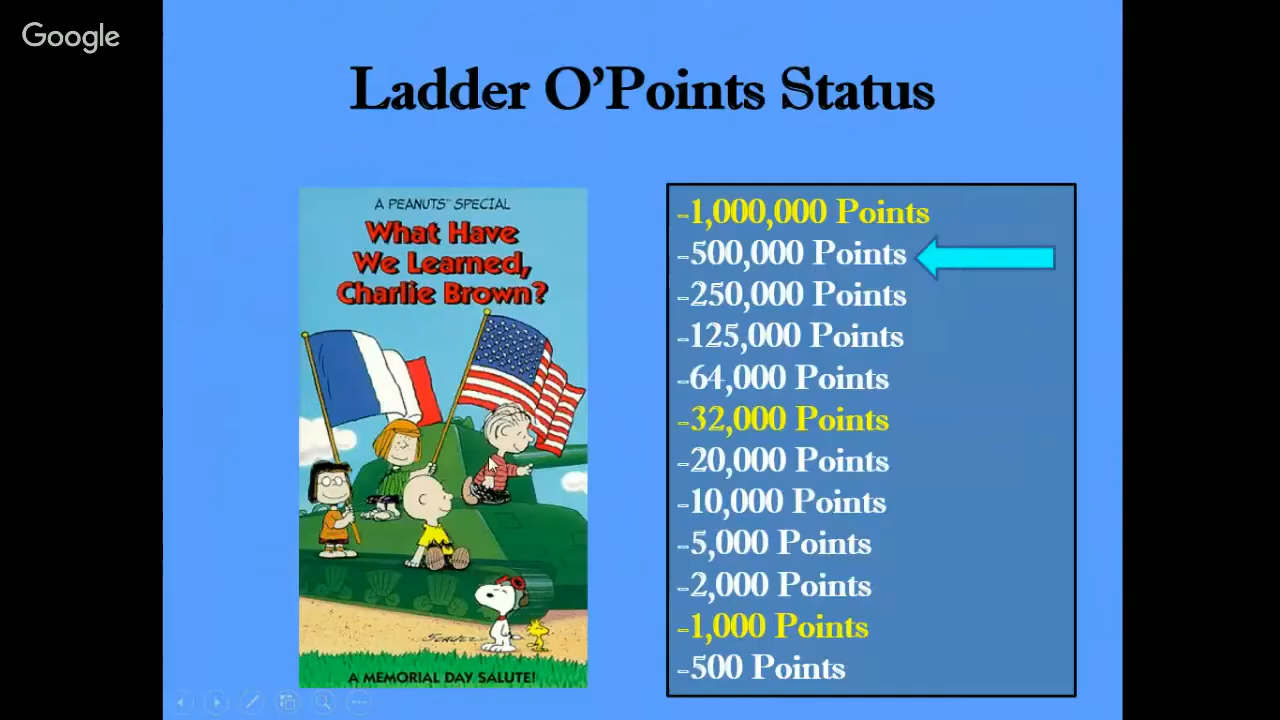 Google
Ladder O'Points Status
A PEANUTS™ SPECIAL
What Have
We Learned,
Charlie Brown?
SCHULZ
A MEMORIAL DAY SALUTE!
-1,000,000 Points
-500,000 Points
-250,000 Points
-125,000 Points
-64,000 Points
-32,000 Points
-20,000 Points
-10,000 Points
-5,000 Points
-2,000 Points
-1,000 Points
-500 Points